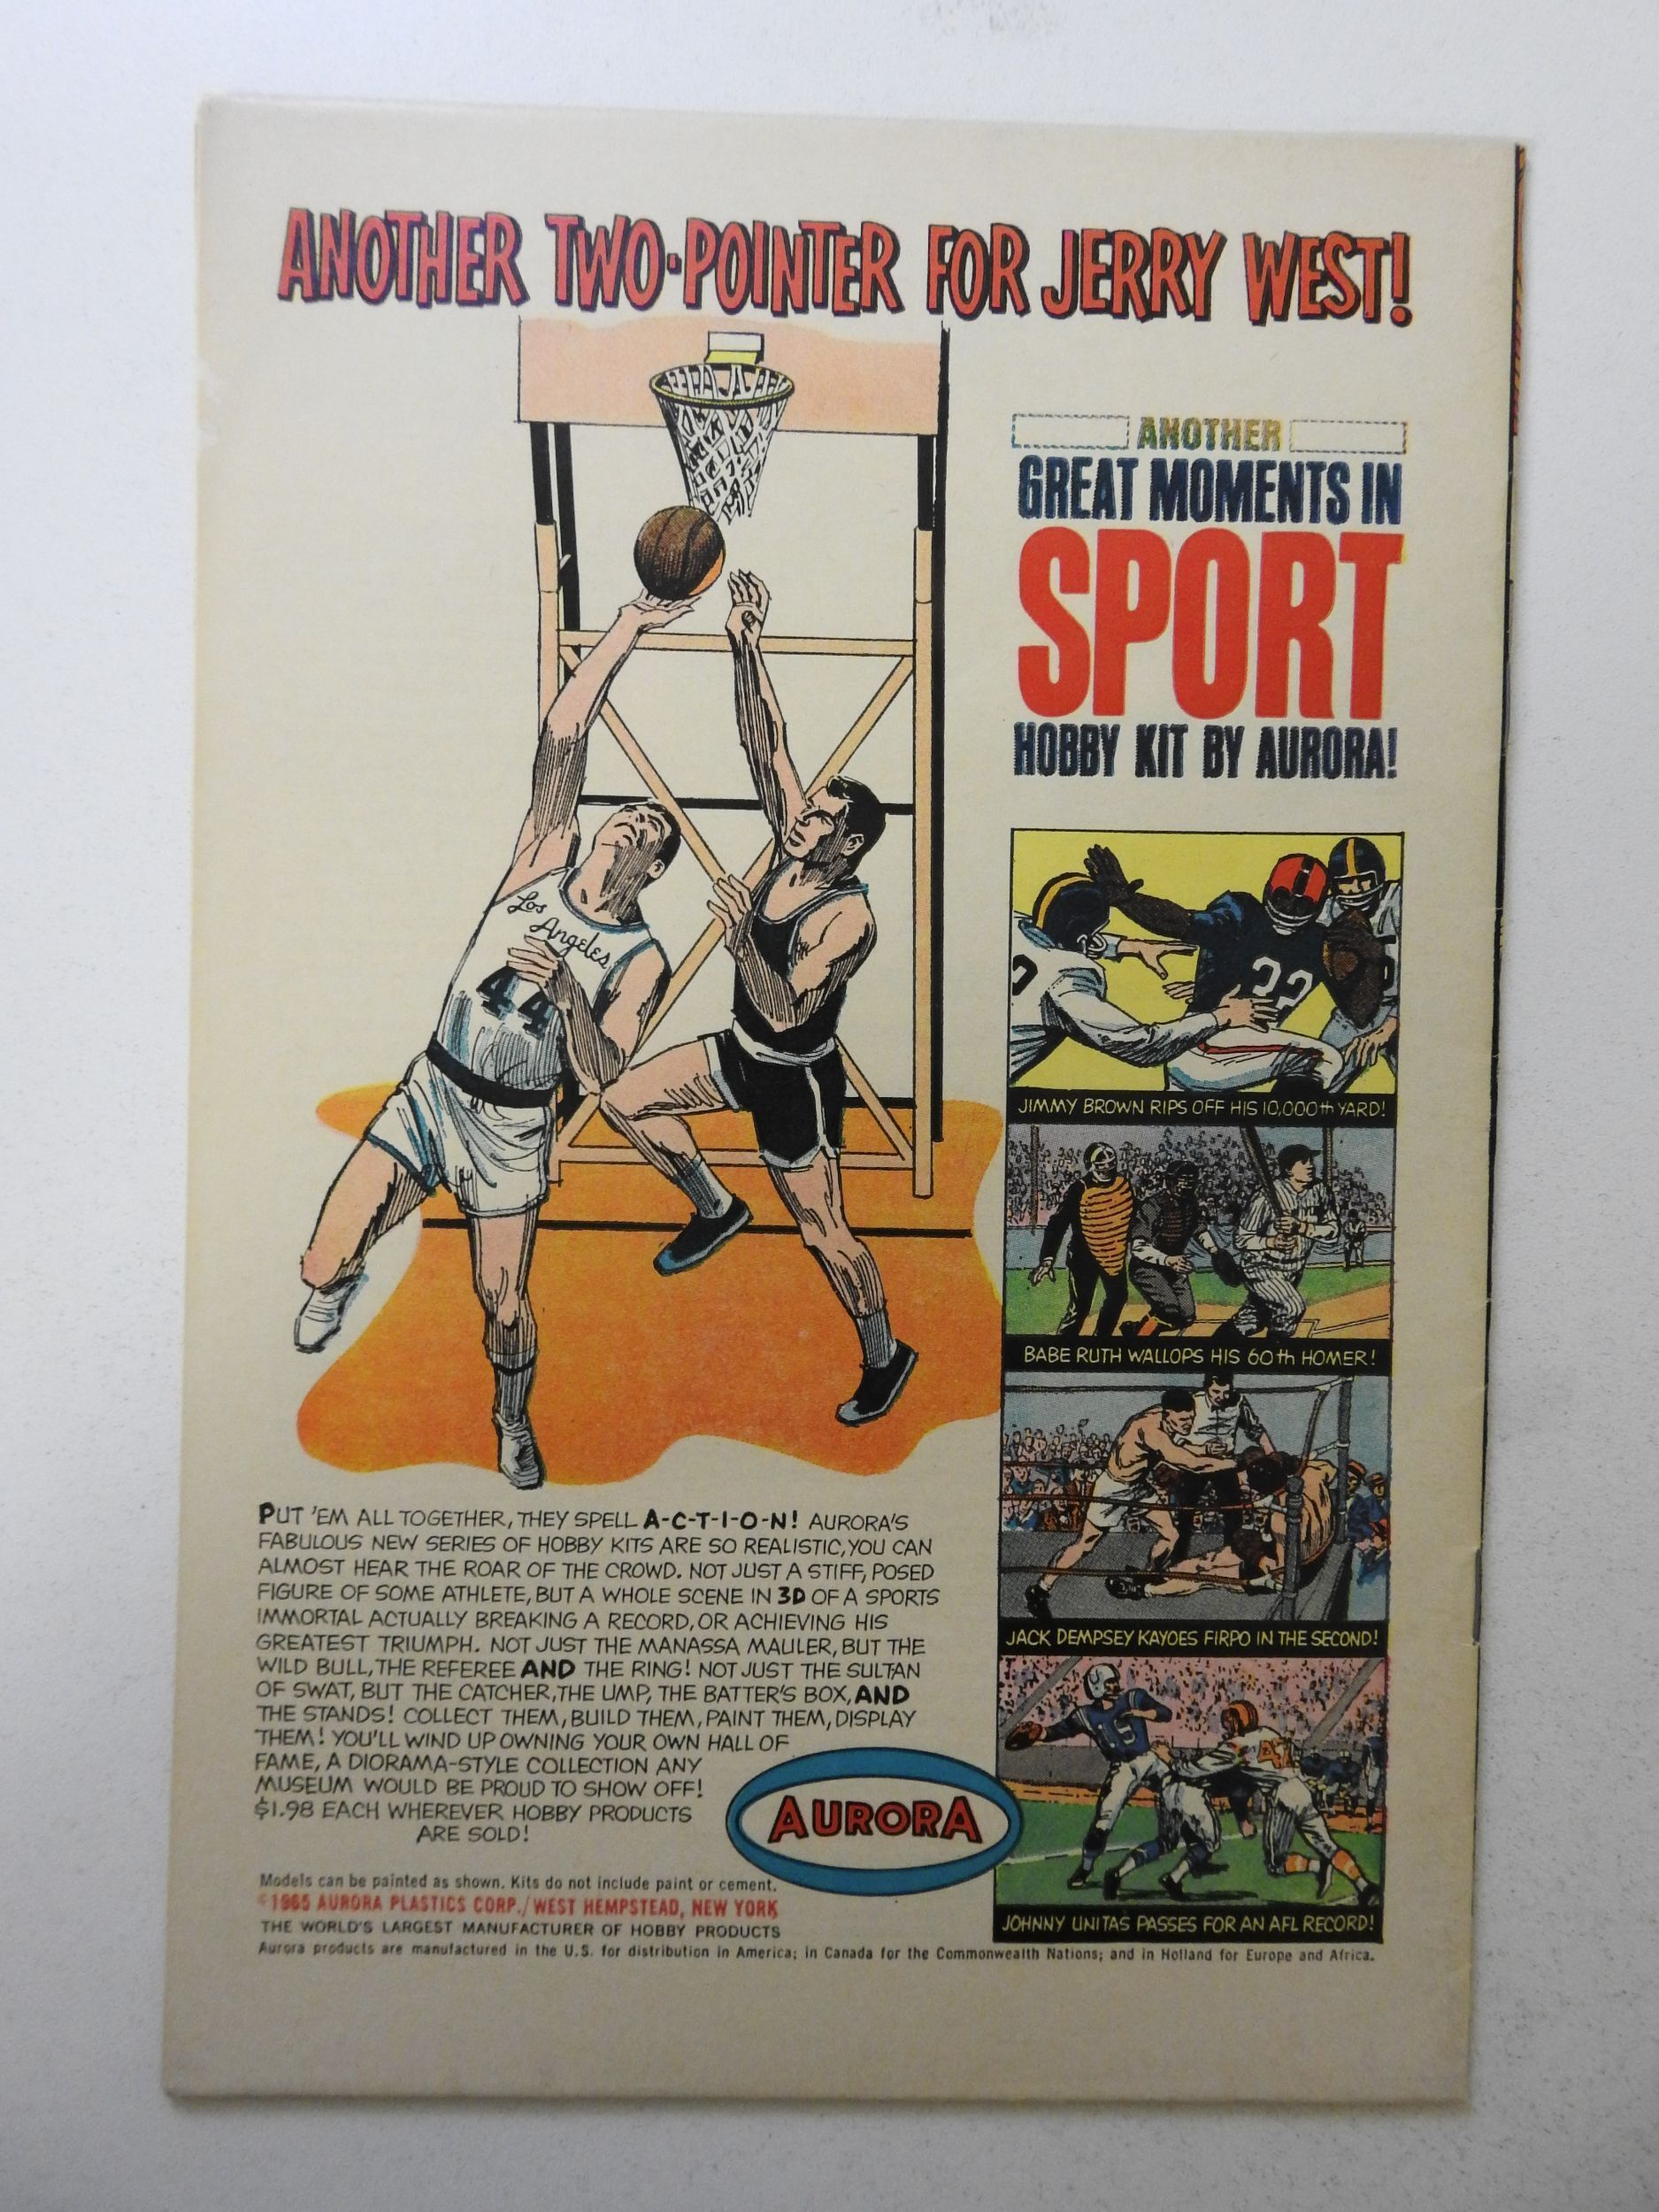 ANOTHER TWO-POINTER FOR JERRY WEST!
ANOTHER
GREAT MOMENTS IN
SPORT
HOBBY KIT BY AURORA!
Los
Angeles
44
32
JIMMY BROWN RIPS OFF HIS 10,000th YARD!
BABE RUTH WALLOPS HIS 60th HOMER!
JACK DEMPSEY KAYOES FIRPO IN THE SECOND!
15
JOHNNY UNITAS PASSES FOR AN AFL RECORD!
PUT 'EM ALL TOGETHER, THEY SPELL A-C-T-I-O-N! AURORA'S
FABULOUS NEW SERIES OF HOBBY KITS ARE SO REALISTIC, YOU CAN
ALMOST HEAR THE ROAR OF THE CROWD. NOT JUST A STIFF, POSED
FIGURE OF SOME ATHLETE, BUT A WHOLE SCENE IN 3D OF A SPORTS
IMMORTAL ACTUALLY BREAKING A RECORD, OR ACHIEVING HIS
GREATEST TRIUMPH. NOT JUST THE MANASSA MAULER, BUT THE
WILD BULL, THE REFEREE AND THE RING! NOT JUST THE SULTAN
OF SWAT, BUT THE CATCHER, THE UMP, THE BATTER'S BOX, AND
THE STANDS! COLLECT THEM, BUILD THEM, PAINT THEM, DISPLAY
THEM! YOU'LL WIND UP OWNING YOUR OWN HALL OF
FAME, A DIORAMA-STYLE COLLECTION ANY
MUSEUM WOULD BE PROUD TO SHOW OFF!
$1.98 EACH WHEREVER HOBBY PRODUCTS
ARE SOLD!
AURORA
Models can be painted as shown. Kits do not include paint or cement.
©1965 AURORA PLASTICS CORP./WEST HEMPSTEAD, NEW YORK
THE WORLD'S LARGEST MANUFACTURER OF HOBBY PRODUCTS
Aurora products are manufactured in the U.S. for distribution in America; in Canada for the Commonwealth Nations; and in Holland for Europe and Africa.